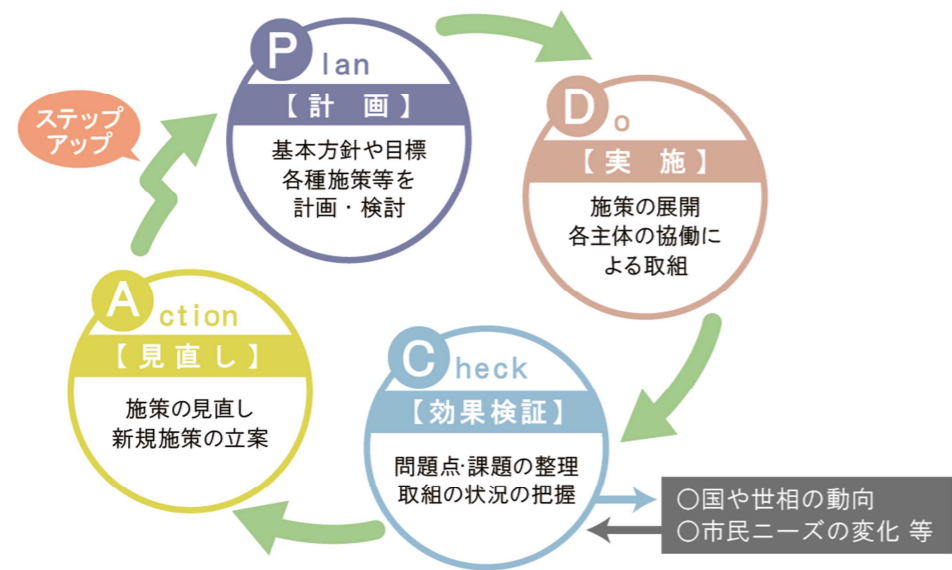 Plan
【計　画】
基本方針や目標
各種施策等を
計画・検討
Do
【実　施】
施策の展開
各主体の協働に
よる取組
Check
【効果検証】
問題点・課題の整理
取組の状況の把握
○国や世相の動向
○市民ニーズの変化 等
Action
【見直し】
施策の見直し
新規施策の立案
ステップ
アップ